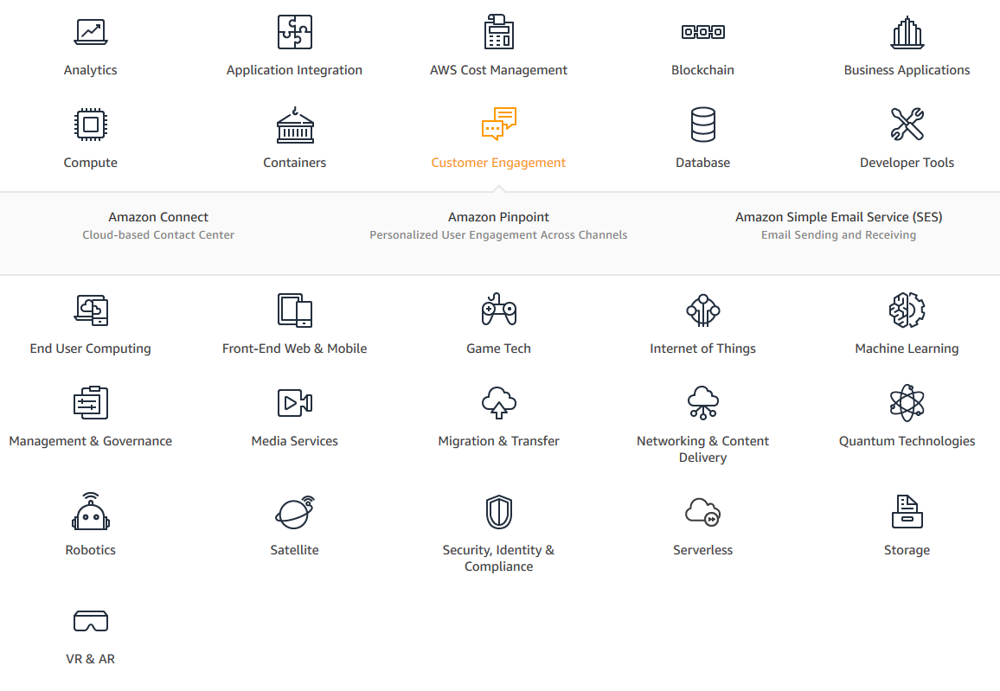 Analytics
Application Integration
AWS Cost Management
Blockchain
Business Applications
Compute
Containers
Customer Engagement
Database
Developer Tools
Amazon Connect
Cloud-based Contact Center
Amazon Pinpoint
Personalized User Engagement Across Channels
Amazon Simple Email Service (SES)
Email Sending and Receiving
End User Computing
Front-End Web & Mobile
Game Tech
Internet of Things
Machine Learning
Management & Governance
Media Services
Migration & Transfer
Networking & Content
Delivery
Quantum Technologies
Robotics
Satellite
Security, Identity &
Compliance
Serverless
Storage
VR & AR